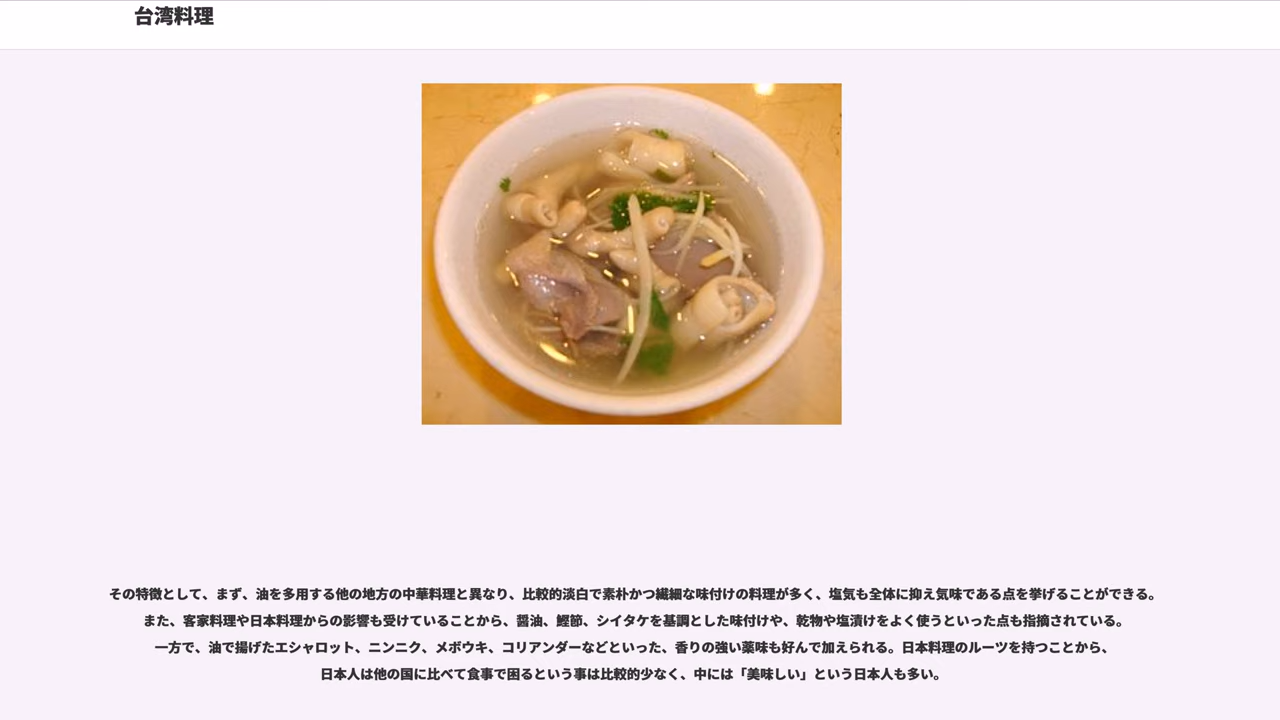 台湾料理
その特徴として、まず、油を多用する他の地方の中華料理と異なり、比較的淡白で素朴かつ繊細な味付けの料理が多く、塩気も全体に抑え気味である点を挙げることができる。
また、客家料理や日本料理からの影響も受けていることから、醤油、鰹節、シイタケを基調とした味付けや、乾物や塩漬けをよく使うといった点も指摘されている。
一方で、油で揚げたエシャロット、ニンニク、メボウキ、コリアンダーなどといった、香りの強い薬味も好んで加えられる。日本料理のルーツを持つことから、
日本人は他の国に比べて食事で困るという事は比較的少なく、中には「美味しい」という日本人も多い。